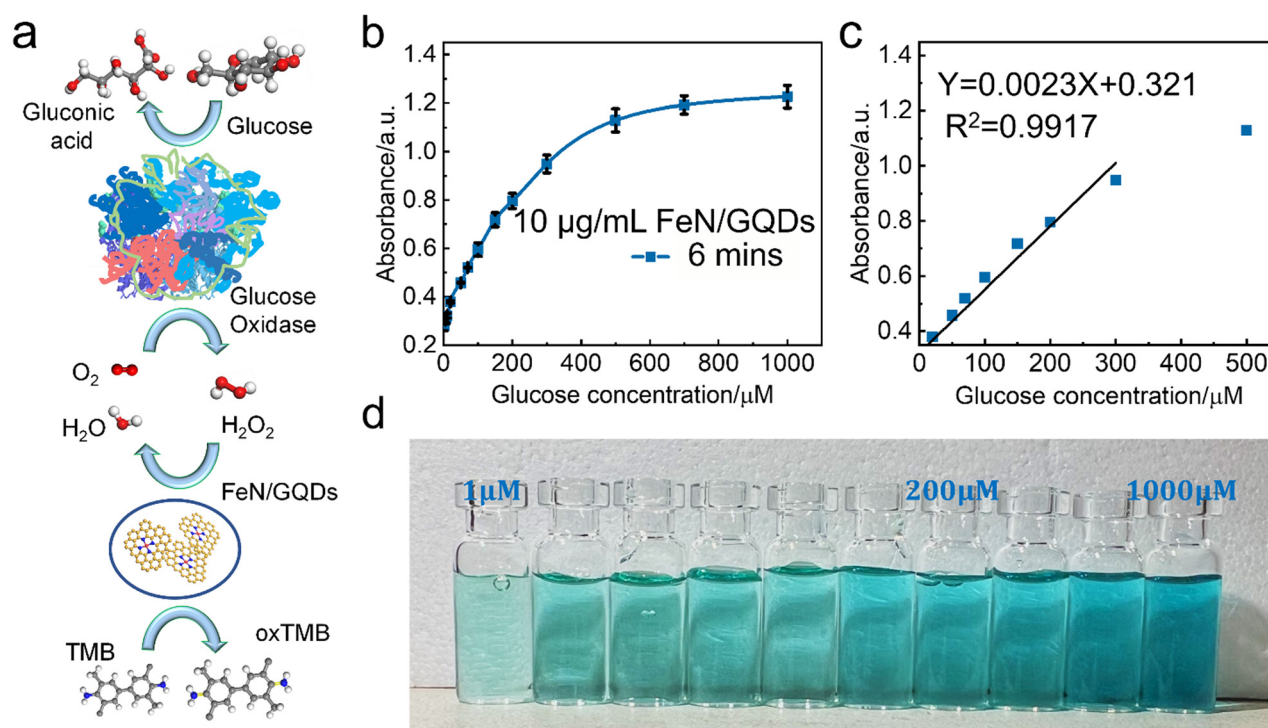 a
Gluconic
acid
Glucose
Glucose
Oxidase
O₂
H₂O
H₂O₂
FeN/GQDs
TMB
oxTMB
b
1.4
1.2
1.0
0.8
0.6
0.4
0.2
Absorbance/a.u.
10 µg/mL FeN/GQDs
6 mins
0
200
400
600
800
1000
Glucose concentration/µM
c
Y=0.0023X+0.321
R²=0.9917
1.4
1.2
1.0
0.8
0.6
0.4
Absorbance/a.u.
0
100
200
300
400
500
Glucose concentration/µM
d
1µM
200µM
1000µM